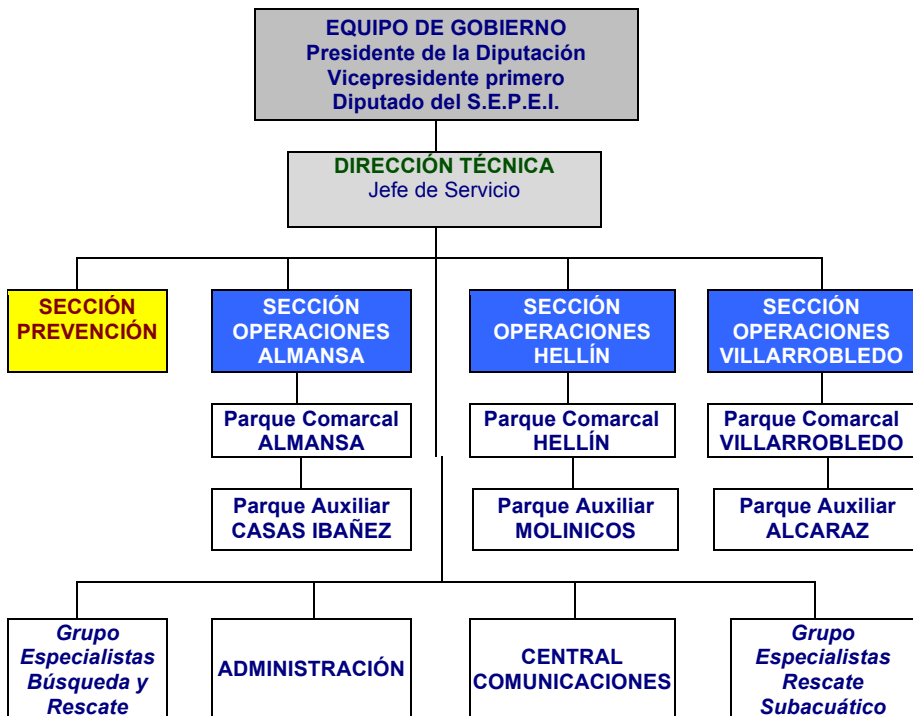 EQUIPO DE GOBIERNO
Presidente de la Diputación
Vicepresidente primero
Diputado del S.E.P.E.I.
DIRECCIÓN TÉCNICA
Jefe de Servicio
SECCIÓN
PREVENCIÓN
SECCIÓN
OPERACIONES
ALMANSA
SECCIÓN
OPERACIONES
HELLÍN
SECCIÓN
OPERACIONES
VILLARROBLEDO
Parque Comarcal
ALMANSA
Parque Comarcal
HELLÍN
Parque Comarcal
VILLARROBLEDO
Parque Auxiliar
CASAS IBAÑEZ
Parque Auxiliar
MOLINICOS
Parque Auxiliar
ALCARAZ
Grupo
Especialistas
Búsqueda y
Rescate
ADMINISTRACIÓN
CENTRAL
COMUNICACIONES
Grupo
Especialistas
Rescate
Subacuático